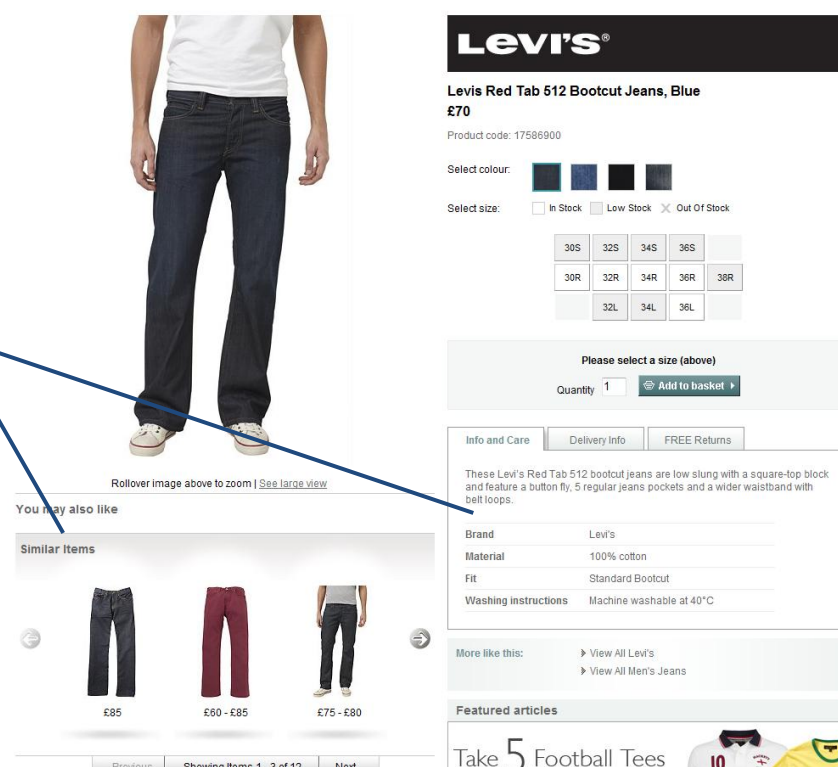 LEVI'S®
Levis Red Tab 512 Bootcut Jeans, Blue
£70
Product code: 17586900
Select colour:
Select size: In Stock Low Stock Out Of Stock
30S 32S 34S 36S
30R 32R 34R 36R 38R
32L 34L 36L
Please select a size (above)
Quantity 1 Add to basket
Info and Care Delivery Info FREE Returns
These Levi's Red Tab 512 bootcut jeans are low slung with a square-top block
and feature a button fly, 5 regular jeans pockets and a wider waistband with
belt loops.
Brand Levi's
Material 100% cotton
Fit Standard Bootcut
Washing instructions Machine washable at 40°C
More like this: View All Levi's
View All Men's Jeans
Featured articles
Take 5 Football Tees
10
Rollover image above to zoom | See large view
You may also like
Similar Items
£85 £60 - £85 £75 - £80
Previous Showing Items 1 - 3 of 12 Next